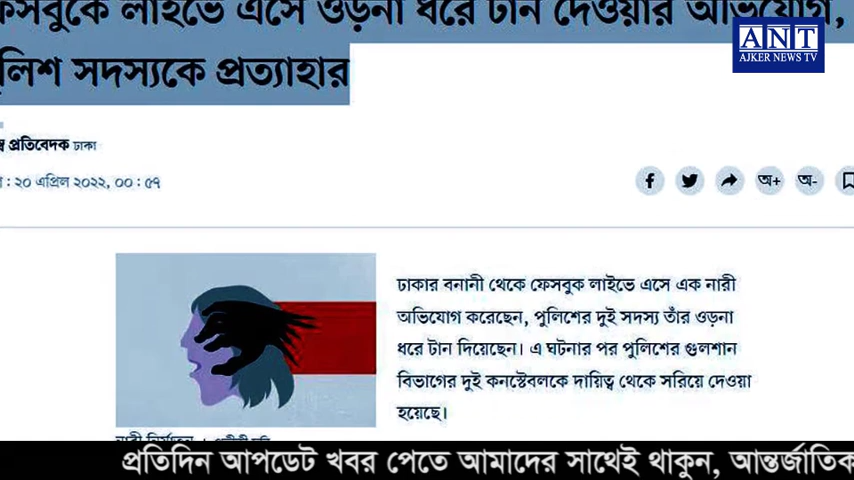 ফেসবুকে লাইভে এসে ওড়না ধরে টান দেওয়ার অভিযোগ,
পুলিশ সদস্যকে প্রত্যাহার
ANT
AJKER NEWS TV
প্রতিবেদক ঢাকা
: ২০ এপ্রিল ২০২২, ০০ : ৫৭
অ+ অ-
ঢাকার বনানী থেকে ফেসবুক লাইভে এসে এক নারী
অভিযোগ করেছেন, পুলিশের দুই সদস্য তাঁর ওড়না
ধরে টান দিয়েছেন। এ ঘটনার পর পুলিশের গুলশান
বিভাগের দুই কনস্টেবলকে দায়িত্ব থেকে সরিয়ে দেওয়া
হয়েছে।
প্রতিদিন আপডেট খবর পেতে আমাদের সাথেই থাকুন, আন্তর্জাতিক